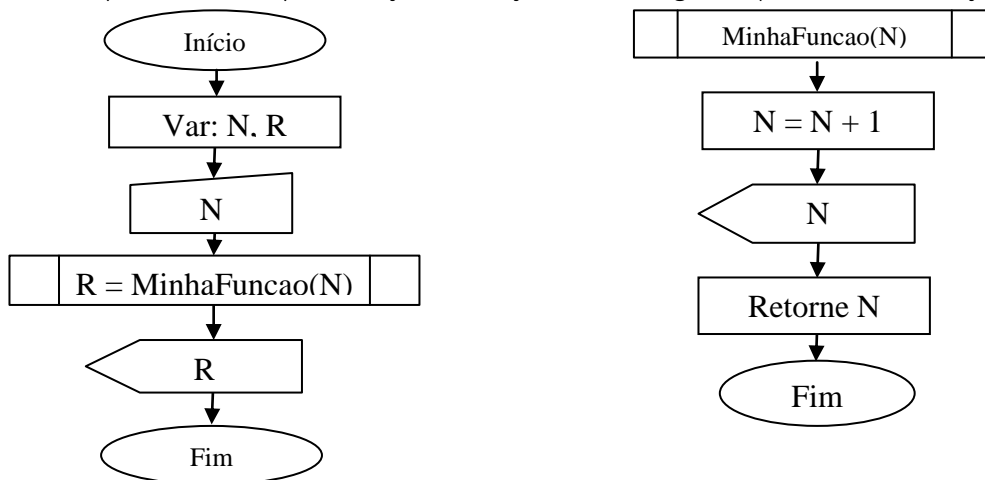 Início
Var: N, R
N
R = MinhaFuncao(N)
R
Fim
MinhaFuncao(N)
N = N + 1
N
Retorne N
Fim